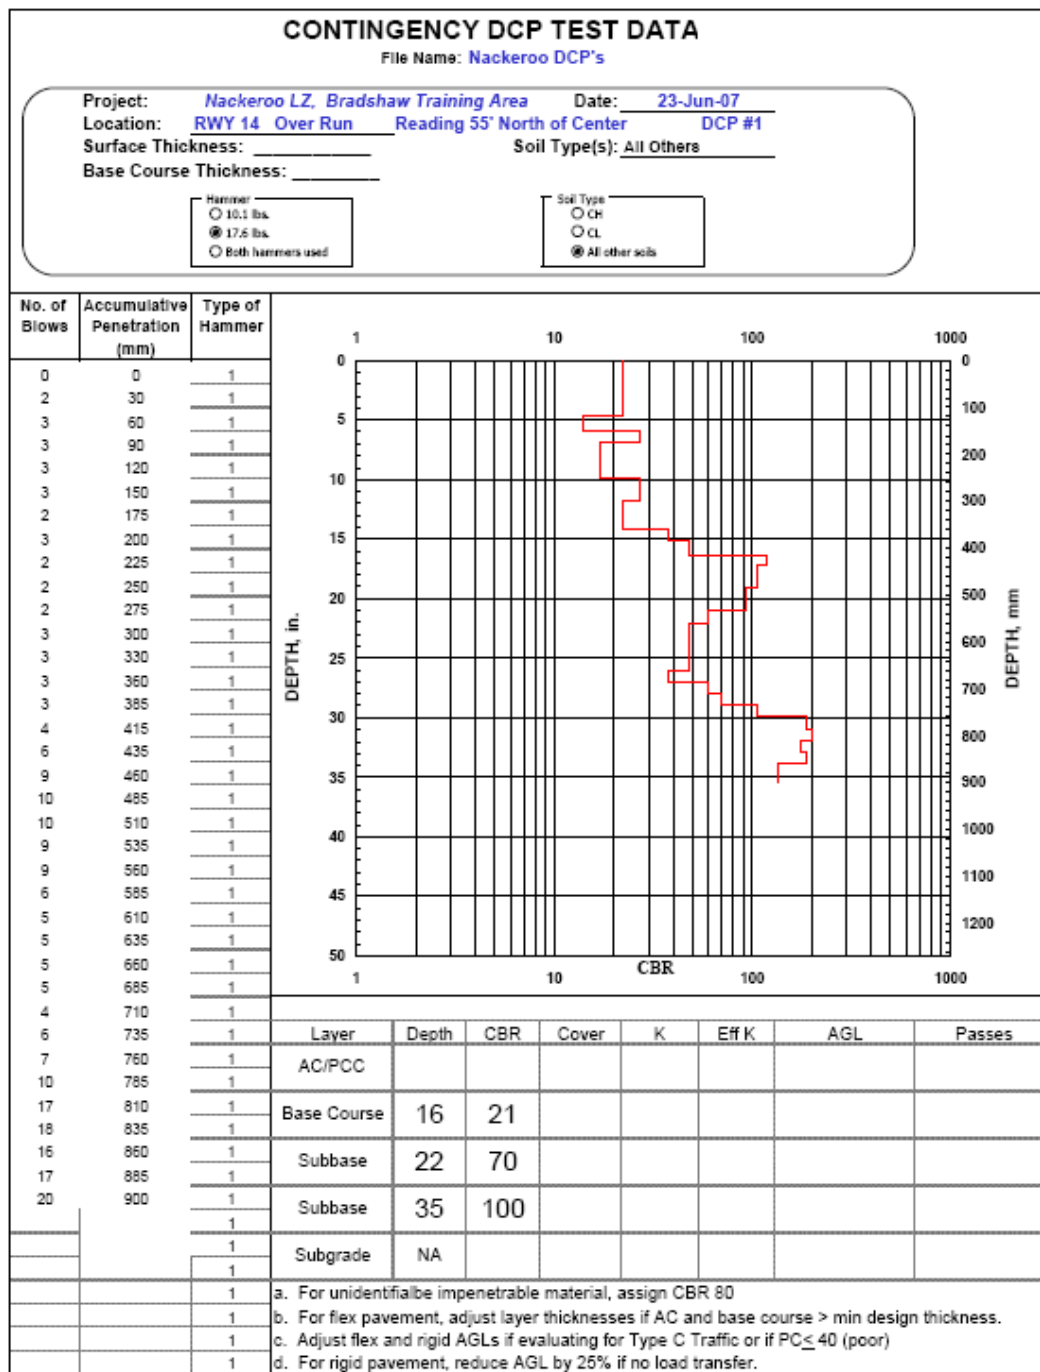 CONTINGENCY DCP TEST DATA
File Name: Nackeroo DCP's
Project: Nackeroo LZ, Bradshaw Training Area Date: 23-Jun-07
Location: RWY 14 Over Run Reading 55' North of Center DCP #1
Surface Thickness: ____________ Soil Type(s): All Others
Base Course Thickness: _________
Hammer Soil Type
10.1 lbs. CH
17.6 lbs. CL
Both hammers used All other soils
No. of Blows Accumulative Penetration (mm) Type of Hammer
0 0 1
2 30 1
3 60 1
3 90 1
3 120 1
3 150 1
2 175 1
3 200 1
2 225 1
2 250 1
2 275 1
3 300 1
3 330 1
3 360 1
3 385 1
4 415 1
6 435 1
9 460 1
10 485 1
10 510 1
9 535 1
9 560 1
6 585 1
5 610 1
5 635 1
5 660 1
5 685 1
4 710 1
6 735 1
7 760 1
10 785 1
17 810 1
18 835 1
16 860 1
17 885 1
20 900 1
1
1
1
1
1
1
1
1 10 100 1000
0
5
10
15
20
25
30
35
40
45
50
DEPTH, in.
0
100
200
300
400
500
600
700
800
900
1000
1100
1200
DEPTH, mm
1 10 CBR 100 1000
Layer Depth CBR Cover K Eff K AGL Passes
AC/PCC
Base Course 16 21
Subbase 22 70
Subbase 35 100
Subgrade NA
a. For unidentifialbe impenetrable material, assign CBR 80
b. For flex pavement, adjust layer thicknesses if AC and base course > min design thickness.
c. Adjust flex and rigid AGLs if evaluating for Type C Traffic or if PC≤ 40 (poor)
d. For rigid pavement, reduce AGL by 25% if no load transfer.